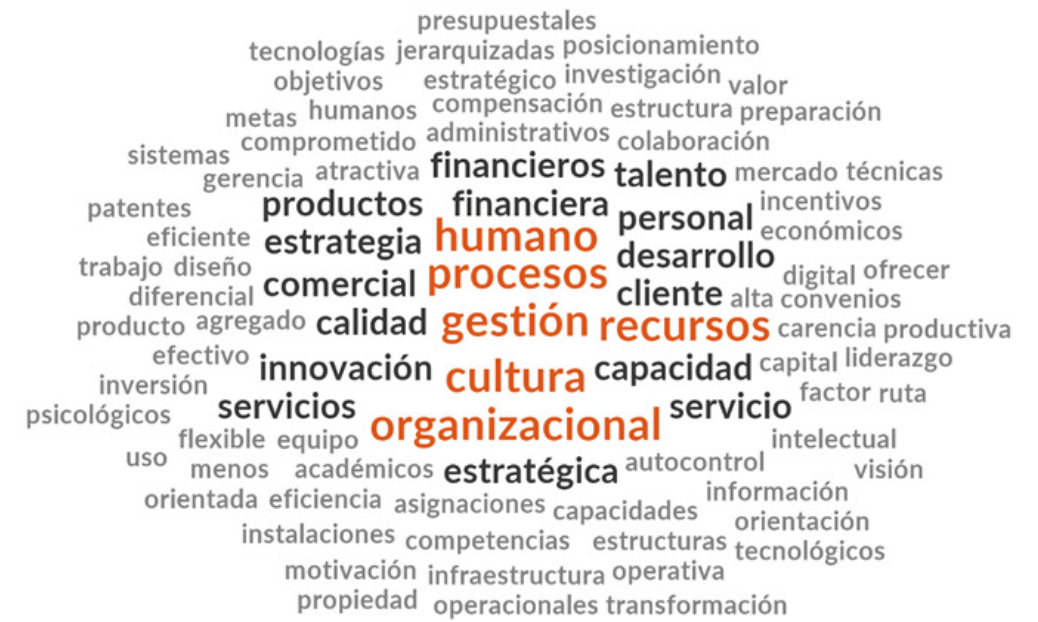 presupuestales
tecnologías jerarquizadas posicionamiento
objetivos estratégico investigación valor
metas humanos compensación estructura preparación
comprometido administrativos colaboración
sistemas gerencia atractiva financieros talento mercado técnicas
patentes productos financiera personal incentivos
eficiente estrategia humano económicos
trabajo diseño procesos desarrollo digital ofrecer
diferencial comercial cliente alta convenios
producto agregado calidad gestión recursos carencia productiva
efectivo innovación cultura capacidad capital liderazgo
inversión factor ruta
psicológicos servicios organizacional servicio
flexible equipo intelectual
uso menos académicos estratégica autocontrol visión
orientada eficiencia asignaciones capacidades información
instalaciones competencias estructuras orientación
tecnológicos
motivación infraestructura operativa
propiedad operacionales transformación